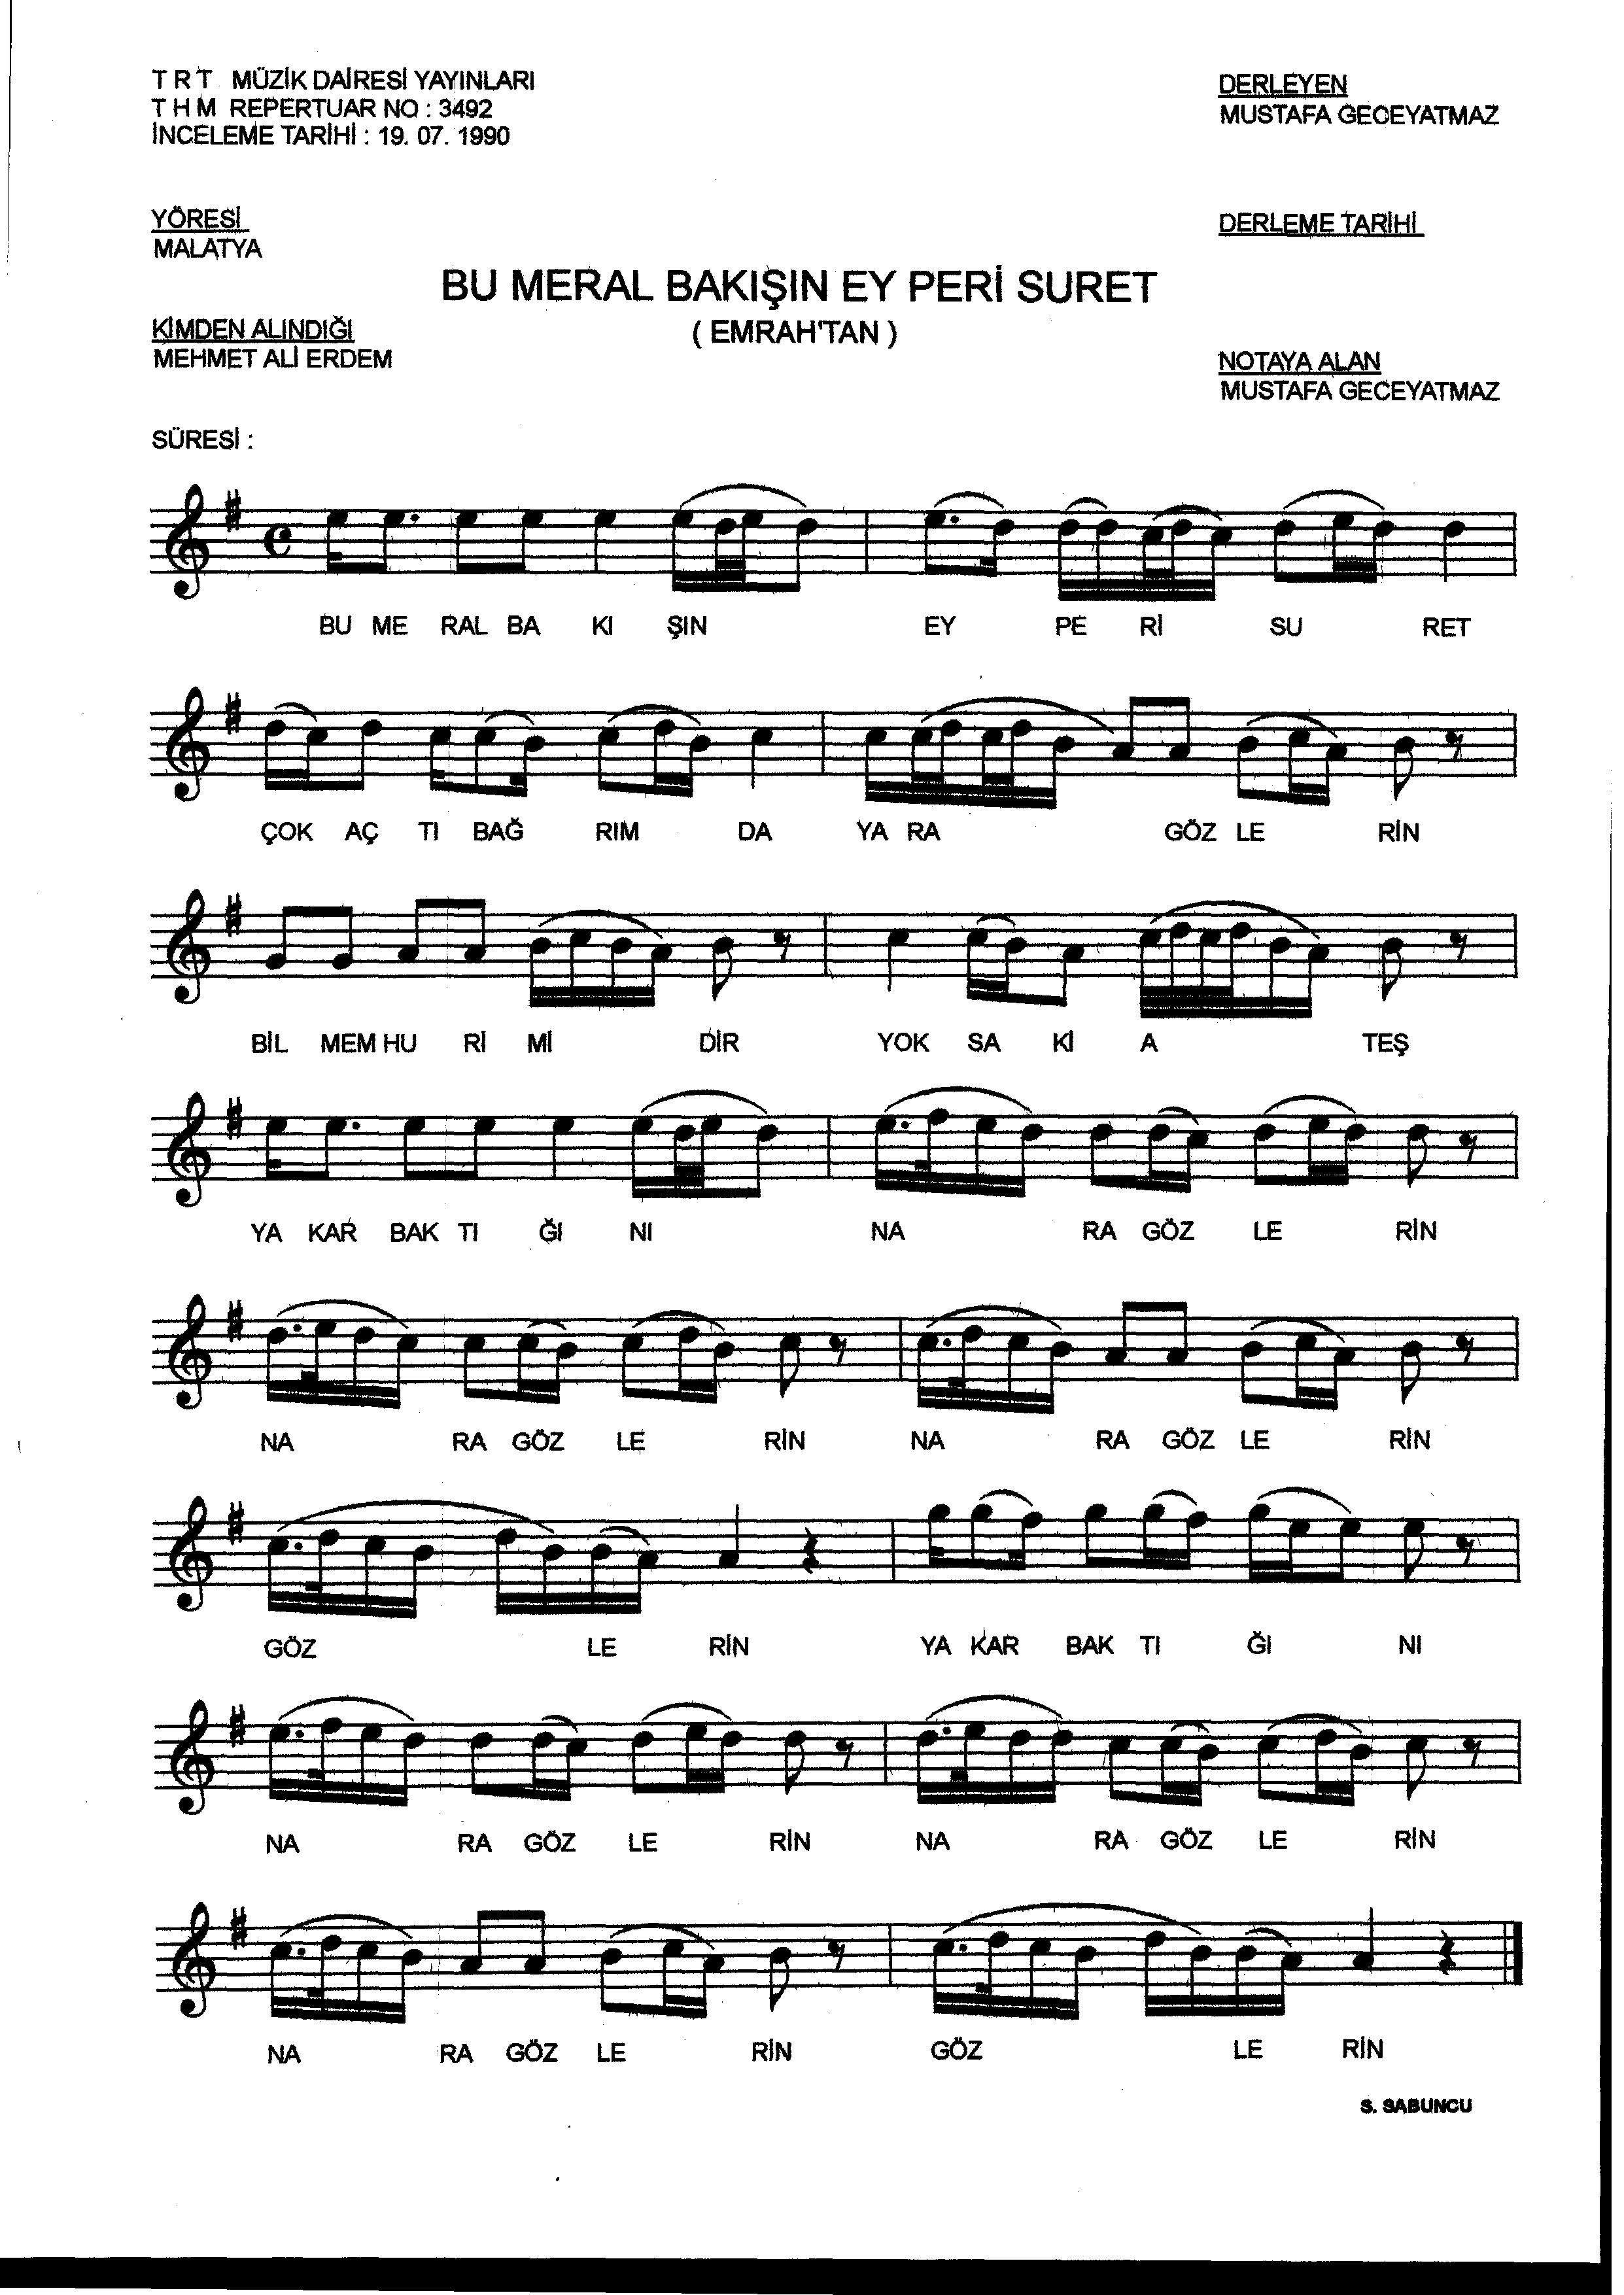 T R T MÜZİK DAİRESİ YAYINLARI
T H M REPERTUAR NO : 3492
İNCELEME TARİHİ : 19. 07. 1990
DERLEYEN
MUSTAFA GECEYATMAZ
YÖRESİ
MALATYA
DERLEME TARİHİ
BU MERAL BAKIŞIN EY PERİ SURET
( EMRAH'TAN )
KİMDEN ALINDIĞI
MEHMET ALİ ERDEM
NOTAYA ALAN
MUSTAFA GECEYATMAZ
SÜRESİ :
BU ME RAL BA KI ŞIN EY PE Rİ SU RET
ÇOK AÇ TI BAĞ RIM DA YA RA GÖZ LE RİN
BİL MEM HU Rİ Mİ DİR YOK SA Kİ A TEŞ
YA KAR BAK TI ĞI NI NA RA GÖZ LE RİN
NA RA GÖZ LE RİN NA RA GÖZ LE RİN
GÖZ LE RİN YA KAR BAK TI ĞI NI
NA RA GÖZ LE RİN NA RA GÖZ LE RİN
NA RA GÖZ LE RİN GÖZ LE RİN
S. SABUNCU